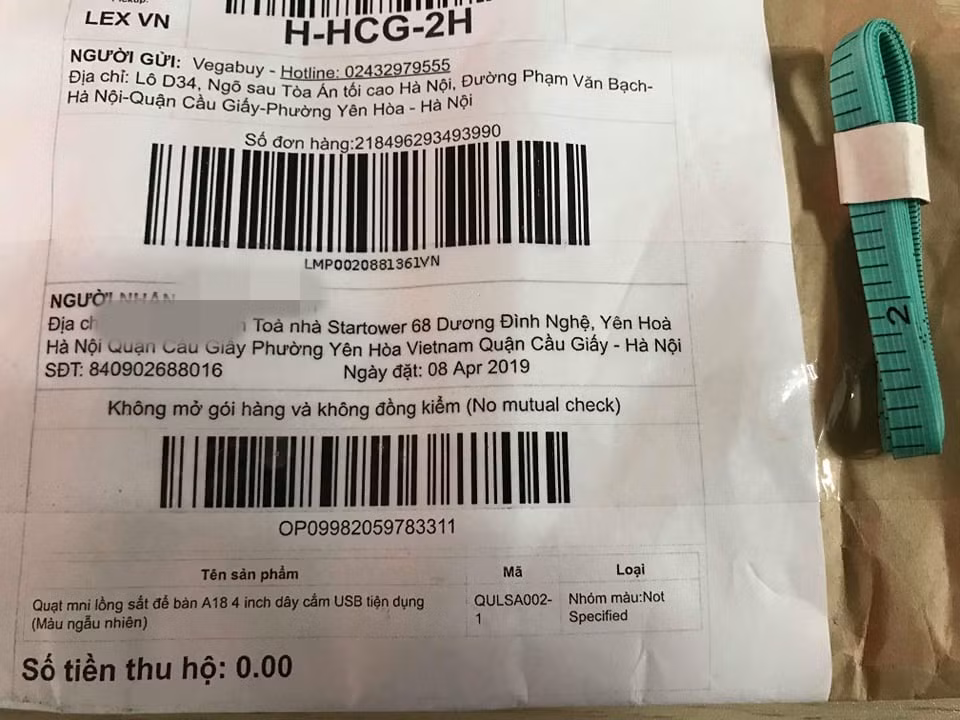 LEX VN
H-HCG-2H
NGƯỜI GỬI: Vegabuy - Hotline: 02432979555
Địa chỉ: Lô D34, Ngõ sau Tòa Án tối cao Hà Nội, Đường Phạm Văn Bạch-
Hà Nội-Quận Cầu Giấy-Phường Yên Hòa - Hà Nội
Số đơn hàng:218496293493990
LMP0020881361VN
NGƯỜI NHẬN
Địa ch Toà nhà Startower 68 Dương Đình Nghệ, Yên Hoà
Hà Nội Quận Cầu Giấy Phường Yên Hòa Vietnam Quận Cầu Giấy - Hà Nội
SĐT: 840902688016 Ngày đặt: 08 Apr 2019
Không mở gói hàng và không đồng kiểm (No mutual check)
OP09982059783311
Tên sản phẩm Mã Loại
Quạt mni lồng sắt để bàn A18 4 inch dây cắm USB tiện dụng QULSA002- Nhóm màu:Not
(Màu ngẫu nhiên) 1 Specified
Số tiền thu hộ: 0.00
2